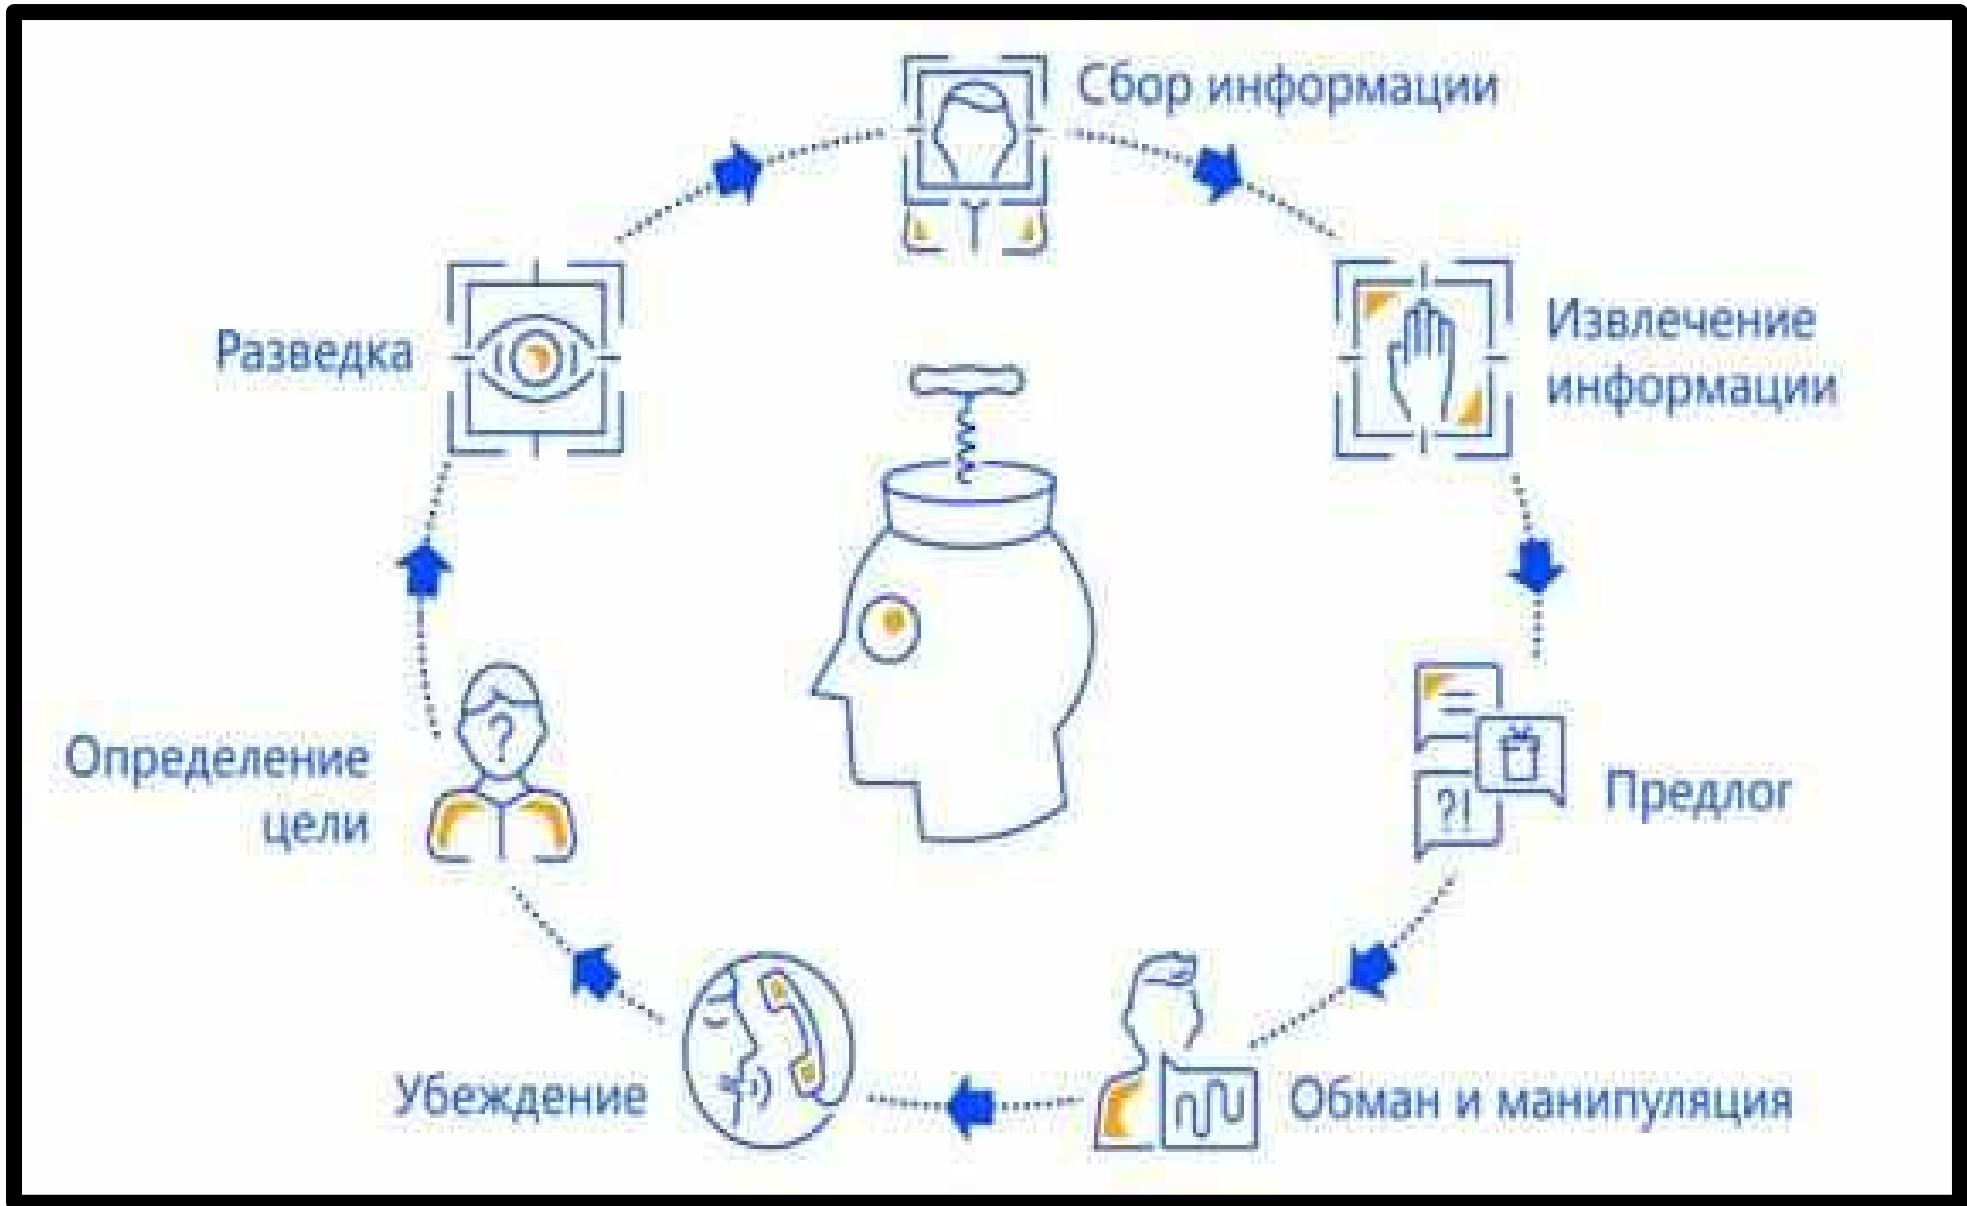 Сбор информации
Разведка
Извлечение
информации
?
Определение
цели
?!
Предлог
Убеждение
Обман и манипуляция